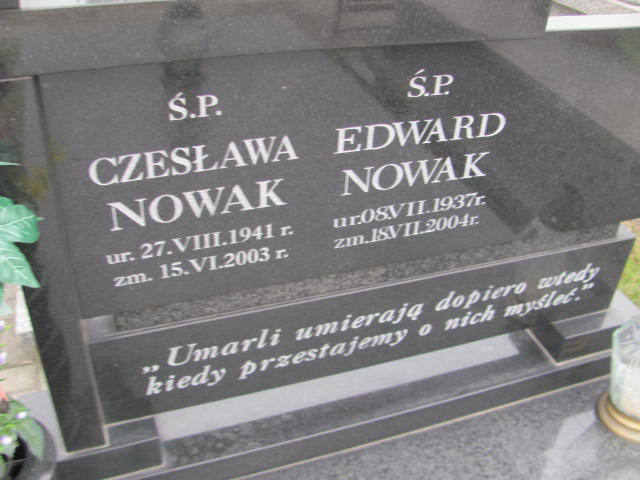 Ś.P.
CZESŁAWA
NOWAK
ur. 27.VIII.1941 r.
zm. 15.VI.2003 r.
Ś.P.
EDWARD
NOWAK
ur.08.VII.1937r.
zm.18.VII.2004r.
„Umarli umierają dopiero wtedy
kiedy przestajemy o nich myśleć."